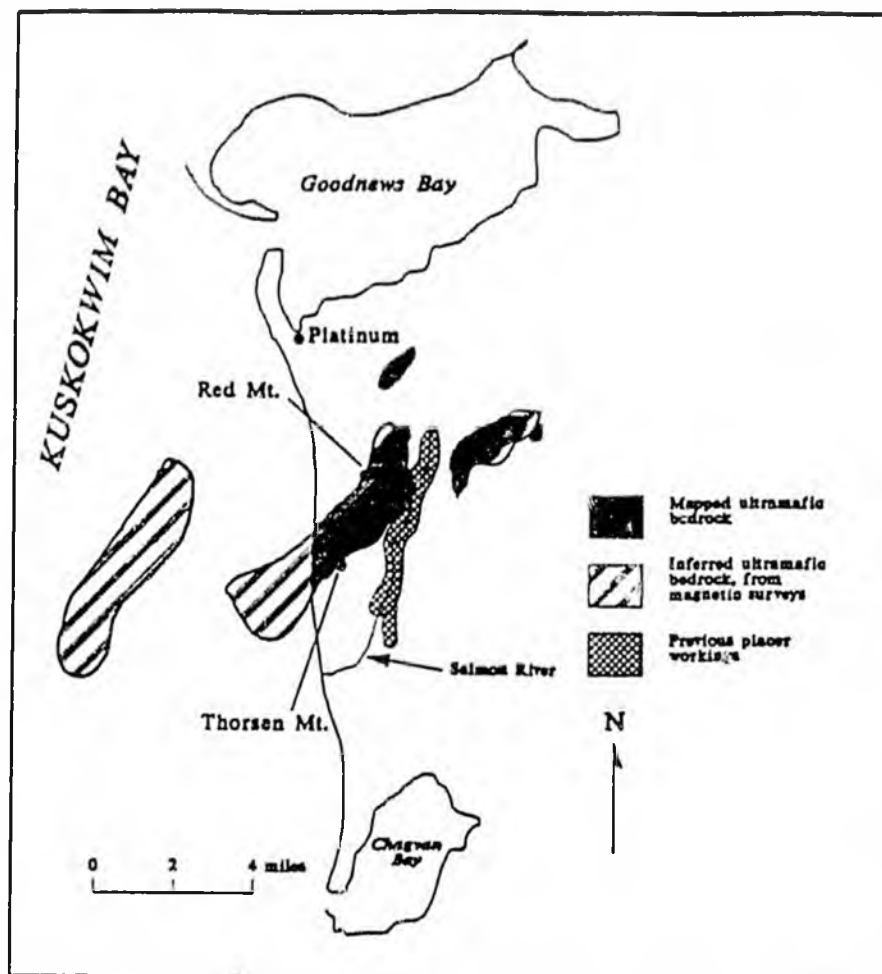 Goodnews Bay
KUSKOKWIM BAY
Platinum
Red Mt.
Mapped ultramafic
bedrock
Inferred ultramafic
bedrock, from
magnetic surveys
Previous placer
workings
Salmon River
Thorsen Mt.
N
Chagvan
Bay
0 2 4 miles